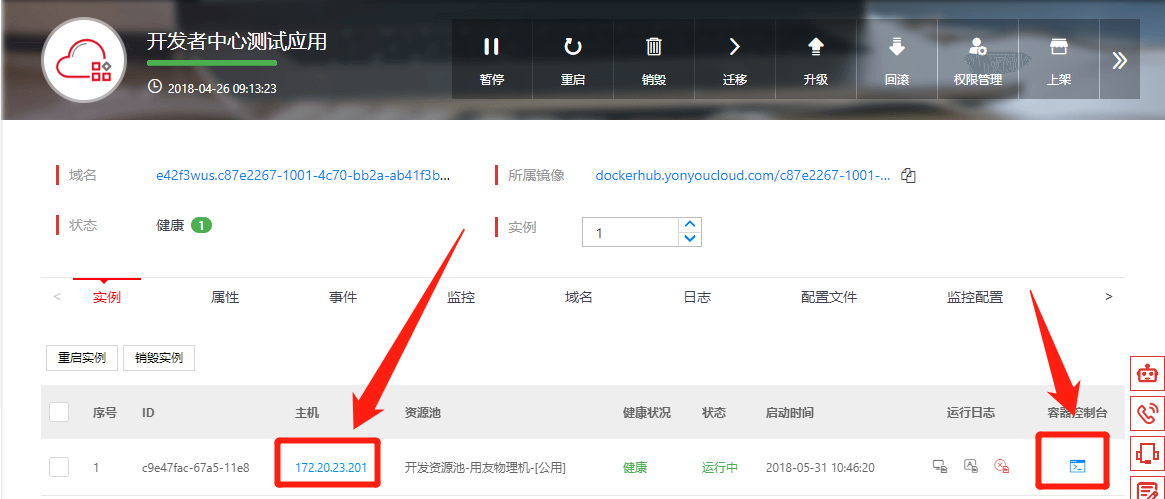 开发者中心测试应用
2018-04-26 09:13:23
暂停 重启 销毁 迁移 升级 回滚 权限管理 上架
域名 e42f3wus.c87e2267-1001-4c70-bb2a-ab41f3b... 所属镜像 dockerhub.yonyoucloud.com/c87e2267-1001-...
状态 健康 1 实例 1
< 实例 属性 事件 监控 域名 日志 配置文件 监控配置 >
重启实例 销毁实例
序号 ID 主机 资源池 健康状况 状态 启动时间 运行日志 容器控制台
1 c9e47fac-67a5-11e8 172.20.23.201 开发资源池-用友物理机-[公用] 健康 运行中 2018-05-31 10:46:20